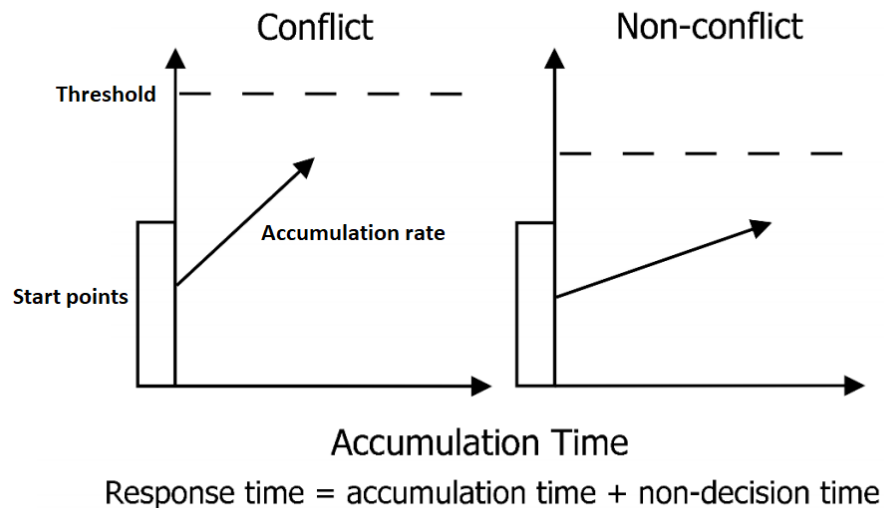 Conflict
Non-conflict
Threshold
Accumulation rate
Start points
Accumulation Time
Response time = accumulation time + non-decision time